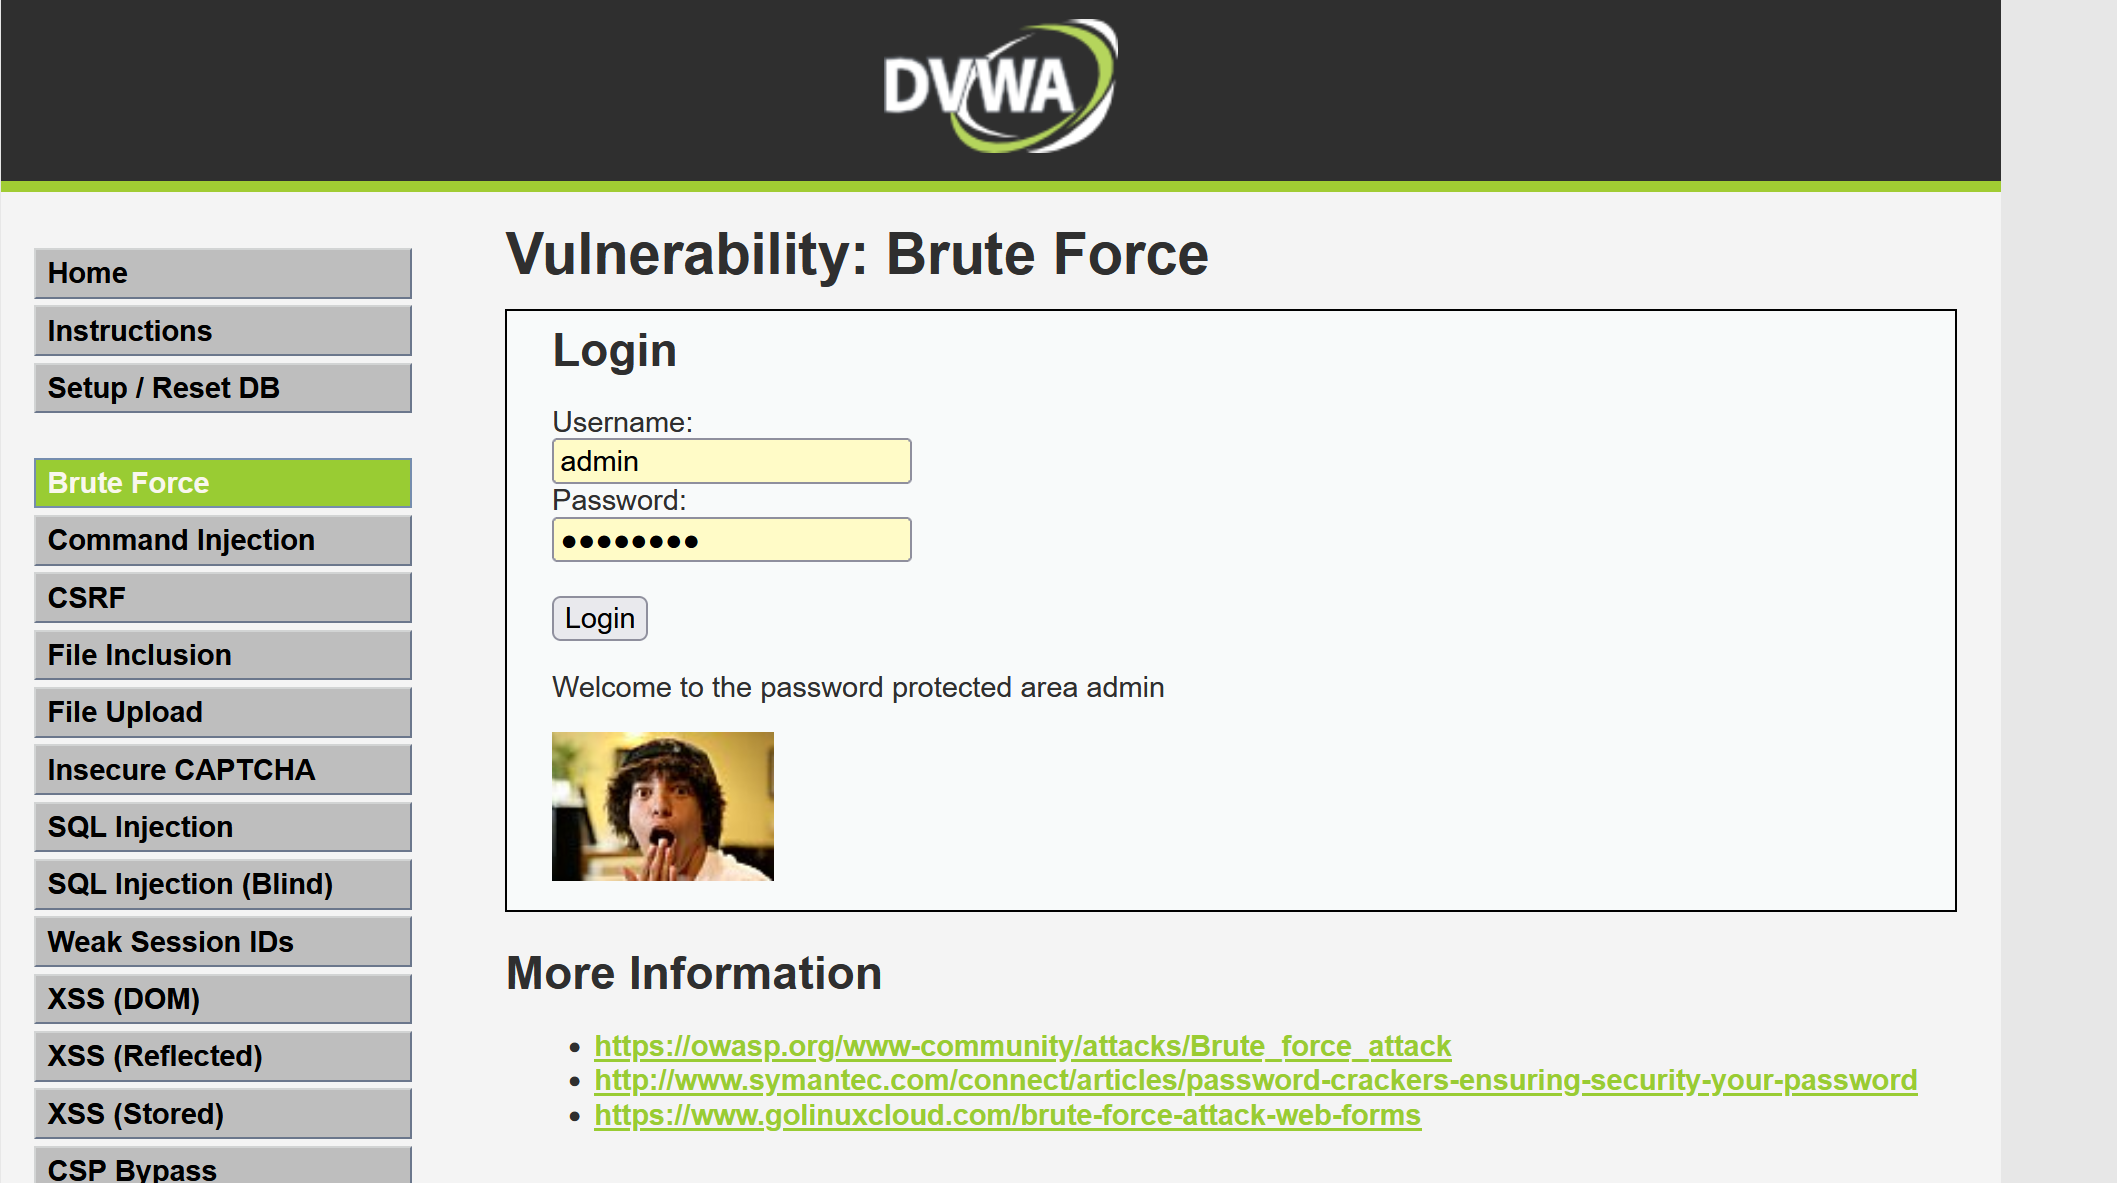 DVWA
Home
Instructions
Setup / Reset DB
Brute Force
Command Injection
CSRF
File Inclusion
File Upload
Insecure CAPTCHA
SQL Injection
SQL Injection (Blind)
Weak Session IDs
XSS (DOM)
XSS (Reflected)
XSS (Stored)
CSP Bypass
Vulnerability: Brute Force
Login
Username:
admin
Password:
●●●●●●●●
Login
Welcome to the password protected area admin
More Information
• https://owasp.org/www-community/attacks/Brute_force_attack
• http://www.symantec.com/connect/articles/password-crackers-ensuring-security-your-password
• https://www.golinuxcloud.com/brute-force-attack-web-forms